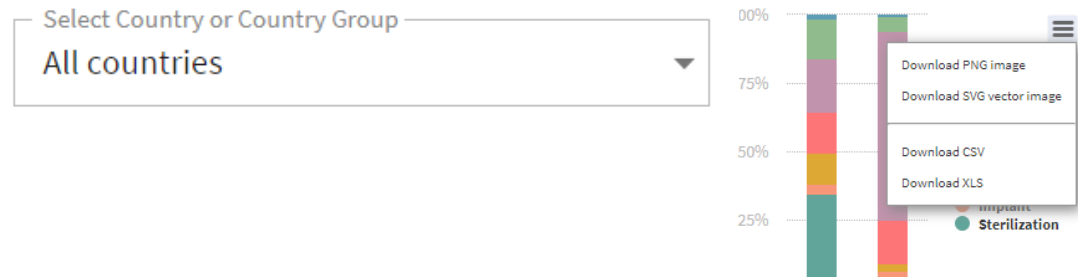 Select Country or Country Group
All countries
00%
75%
50%
25%
Download PNG image
Download SVG vector image
Download CSV
Download XLS
Implant
Sterilization